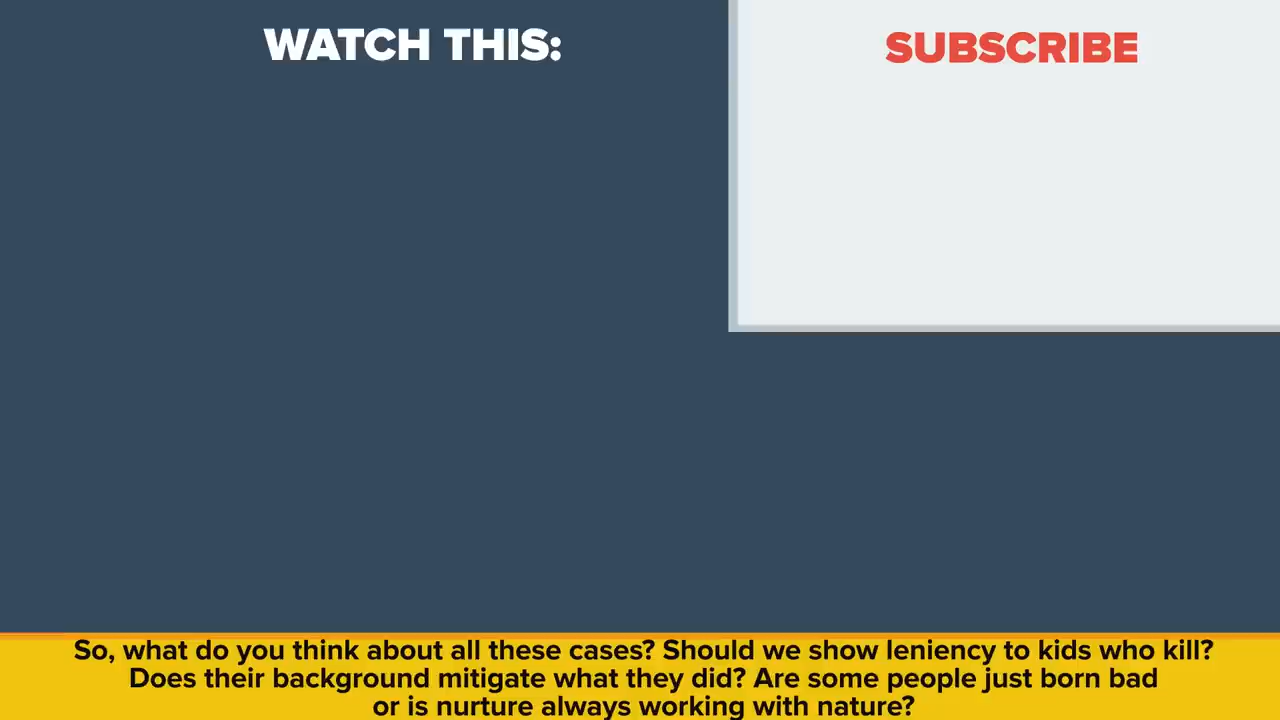 WATCH THIS:
SUBSCRIBE
So, what do you think about all these cases? Should we show leniency to kids who kill?
Does their background mitigate what they did? Are some people just born bad
or is nurture always working with nature?